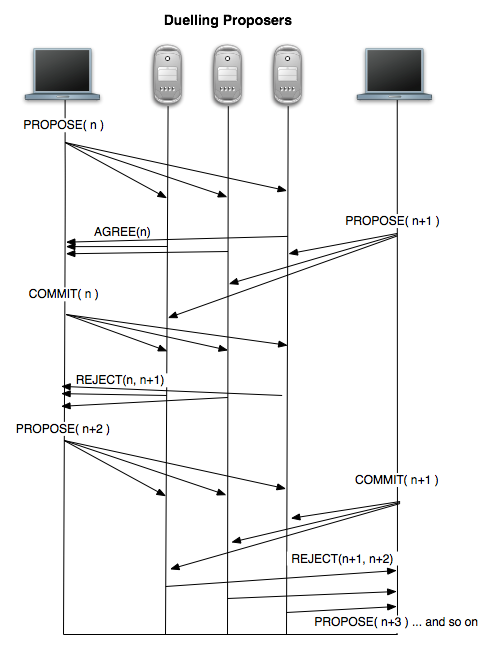 Duelling Proposers
PROPOSE( n )
PROPOSE( n+1 )
AGREE(n)
COMMIT( n )
REJECT(n, n+1)
PROPOSE( n+2 )
COMMIT( n+1 )
REJECT(n+1, n+2)
PROPOSE( n+3 ) ... and so on